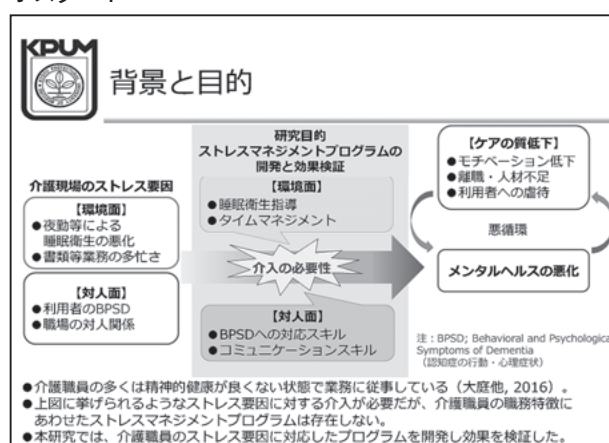 KPUM
背景と目的
研究目的
ストレスマネジメントプログラムの
開発と効果検証
介護現場のストレス要因
【環境面】
●夜勤等による
睡眠衛生の悪化
●書類等業務の多忙さ
【対人面】
●利用者のBPSD
●職場の対人関係
【環境面】
●睡眠衛生指導
●タイムマネジメント
介入の必要性
【対人面】
●BPSDへの対応スキル
●コミュニケーションスキル
【ケアの質低下】
●モチベーション低下
●離職・人材不足
●利用者への虐待
悪循環
メンタルヘルスの悪化
注：BPSD; Behavioral and Psychological
Symptoms of Dementia
（認知症の行動・心理症状）
●介護職員の多くは精神的健康が良くない状態で業務に従事している（大庭他, 2016）。
●上図に挙げられるようなストレス要因に対する介入が必要だが、介護職員の職務特徴に
あわせたストレスマネジメントプログラムは存在しない。
●本研究では、介護職員のストレス要因に対応したプログラムを開発し効果を検証した。